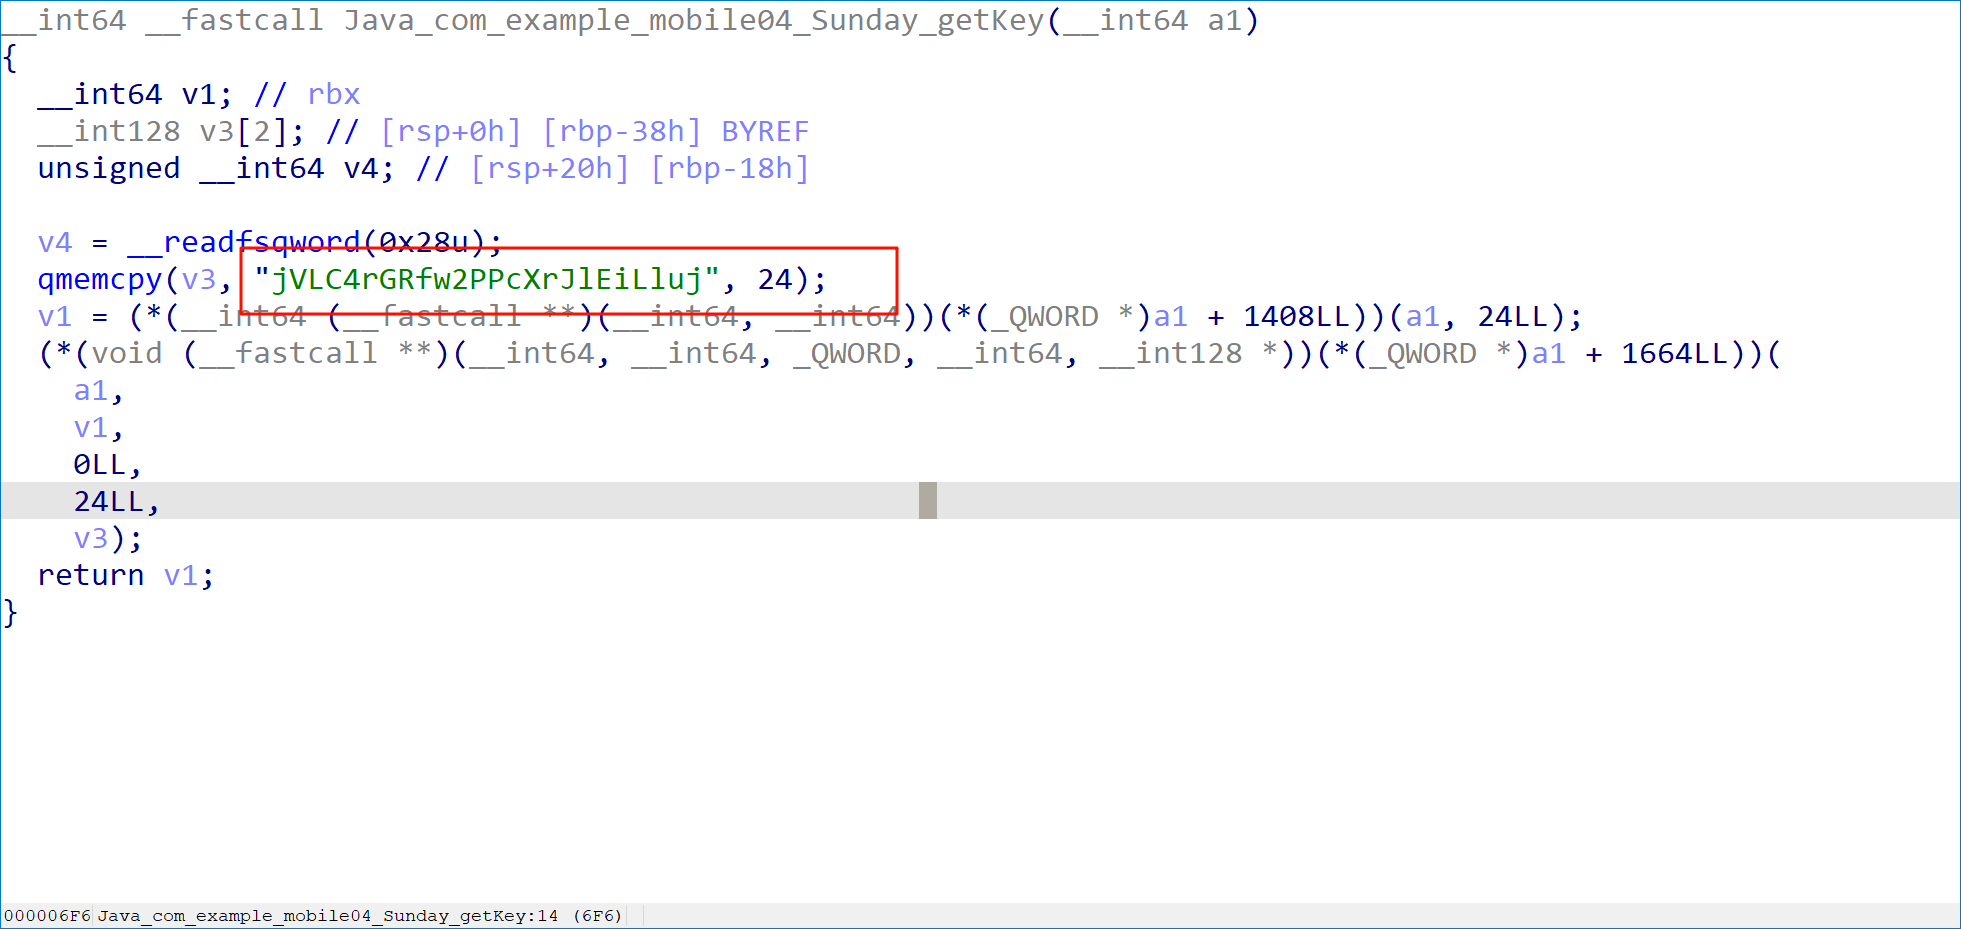 __int64 __fastcall Java_com_example_mobile04_Sunday_getKey(__int64 a1)
{
  __int64 v1; // rbx
  __int128 v3[2]; // [rsp+0h] [rbp-38h] BYREF
  unsigned __int64 v4; // [rsp+20h] [rbp-18h]
  v4 = __readfsqword(0x28u);
  qmemcpy(v3, "jVLC4rGRfw2PPcXrJlEiLluj", 24);
  v1 = (*(__int64 (__fastcall **)(__int64, __int64))(*(_QWORD *)a1 + 1408LL))(a1, 24LL);
  (*(void (__fastcall **)(__int64, __int64, _QWORD, __int64, __int128 *))(*(_QWORD *)a1 + 1664LL))(
    a1,
    v1,
    0LL,
    24LL,
    v3);
  return v1;
}
000006F6 Java_com_example_mobile04_Sunday_getKey:14 (6F6)